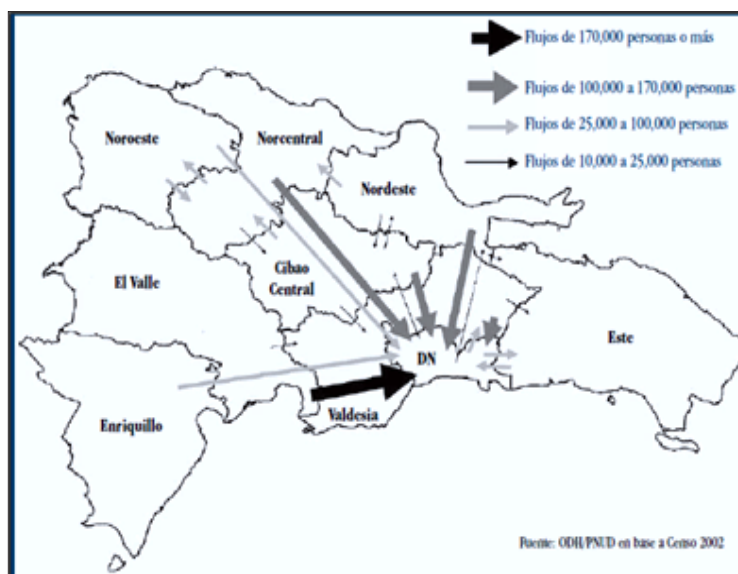 Flujos de 170,000 personas o más
Flujos de 100,000 a 170,000 personas
Flujos de 25,000 a 100,000 personas
Flujos de 10,000 a 25,000 personas
Noroeste
Norcentral
Nordeste
El Valle
Cibao
Central
DN
Este
Enriquillo
Valdesia
Fuente: ODH/PNUD en base a Censo 2002